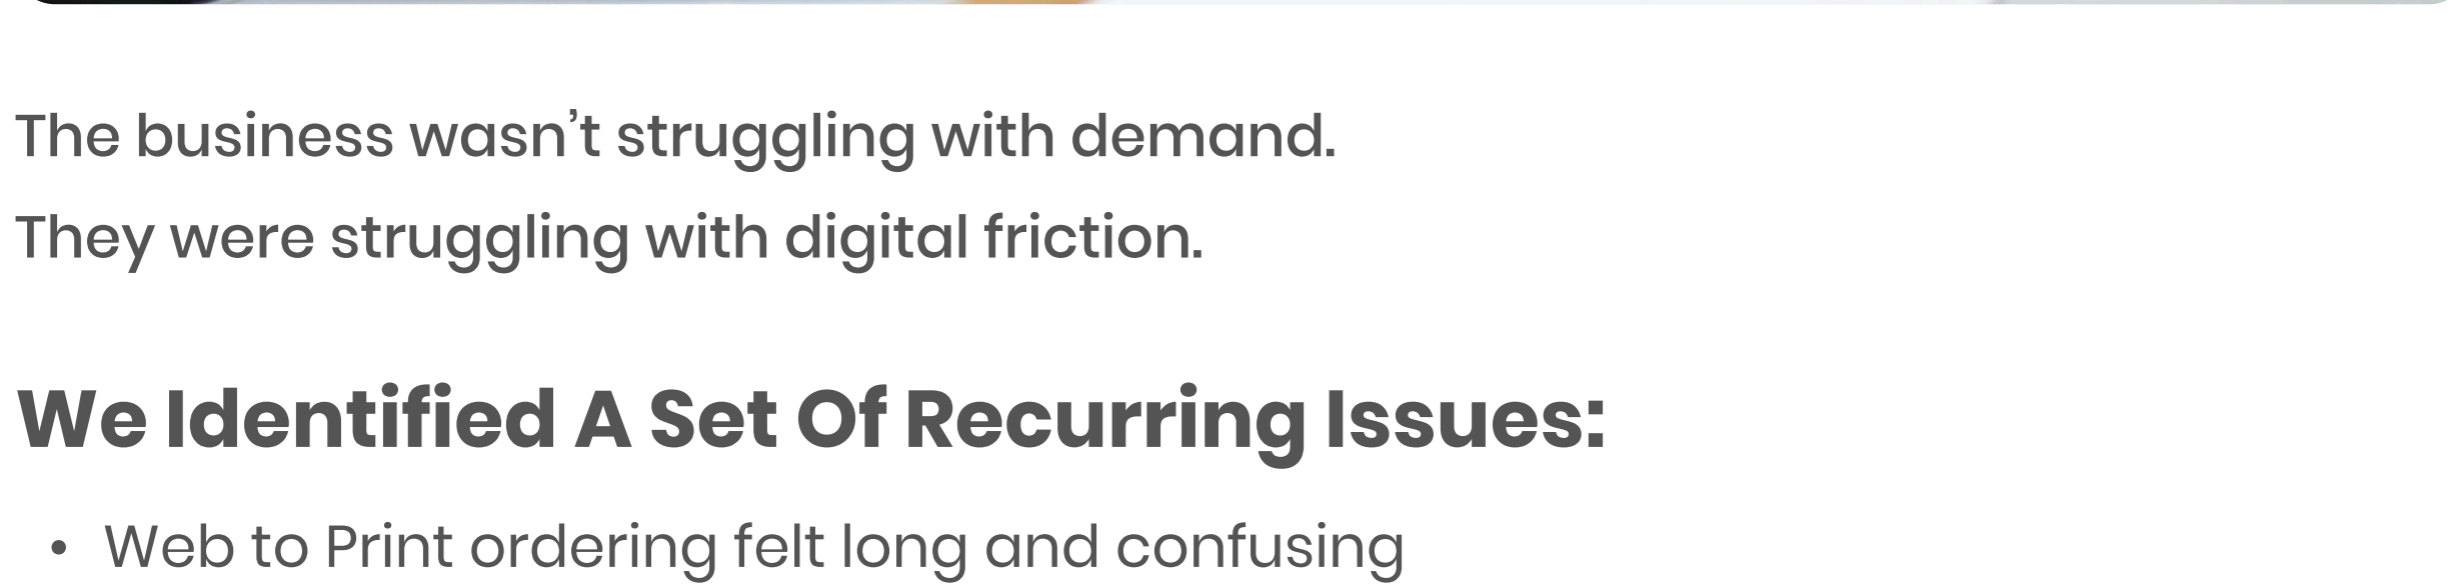 The business wasn’t struggling with demand.
They were struggling with digital friction.
We Identified A Set Of Recurring Issues:
• Web to Print ordering felt long and confusing